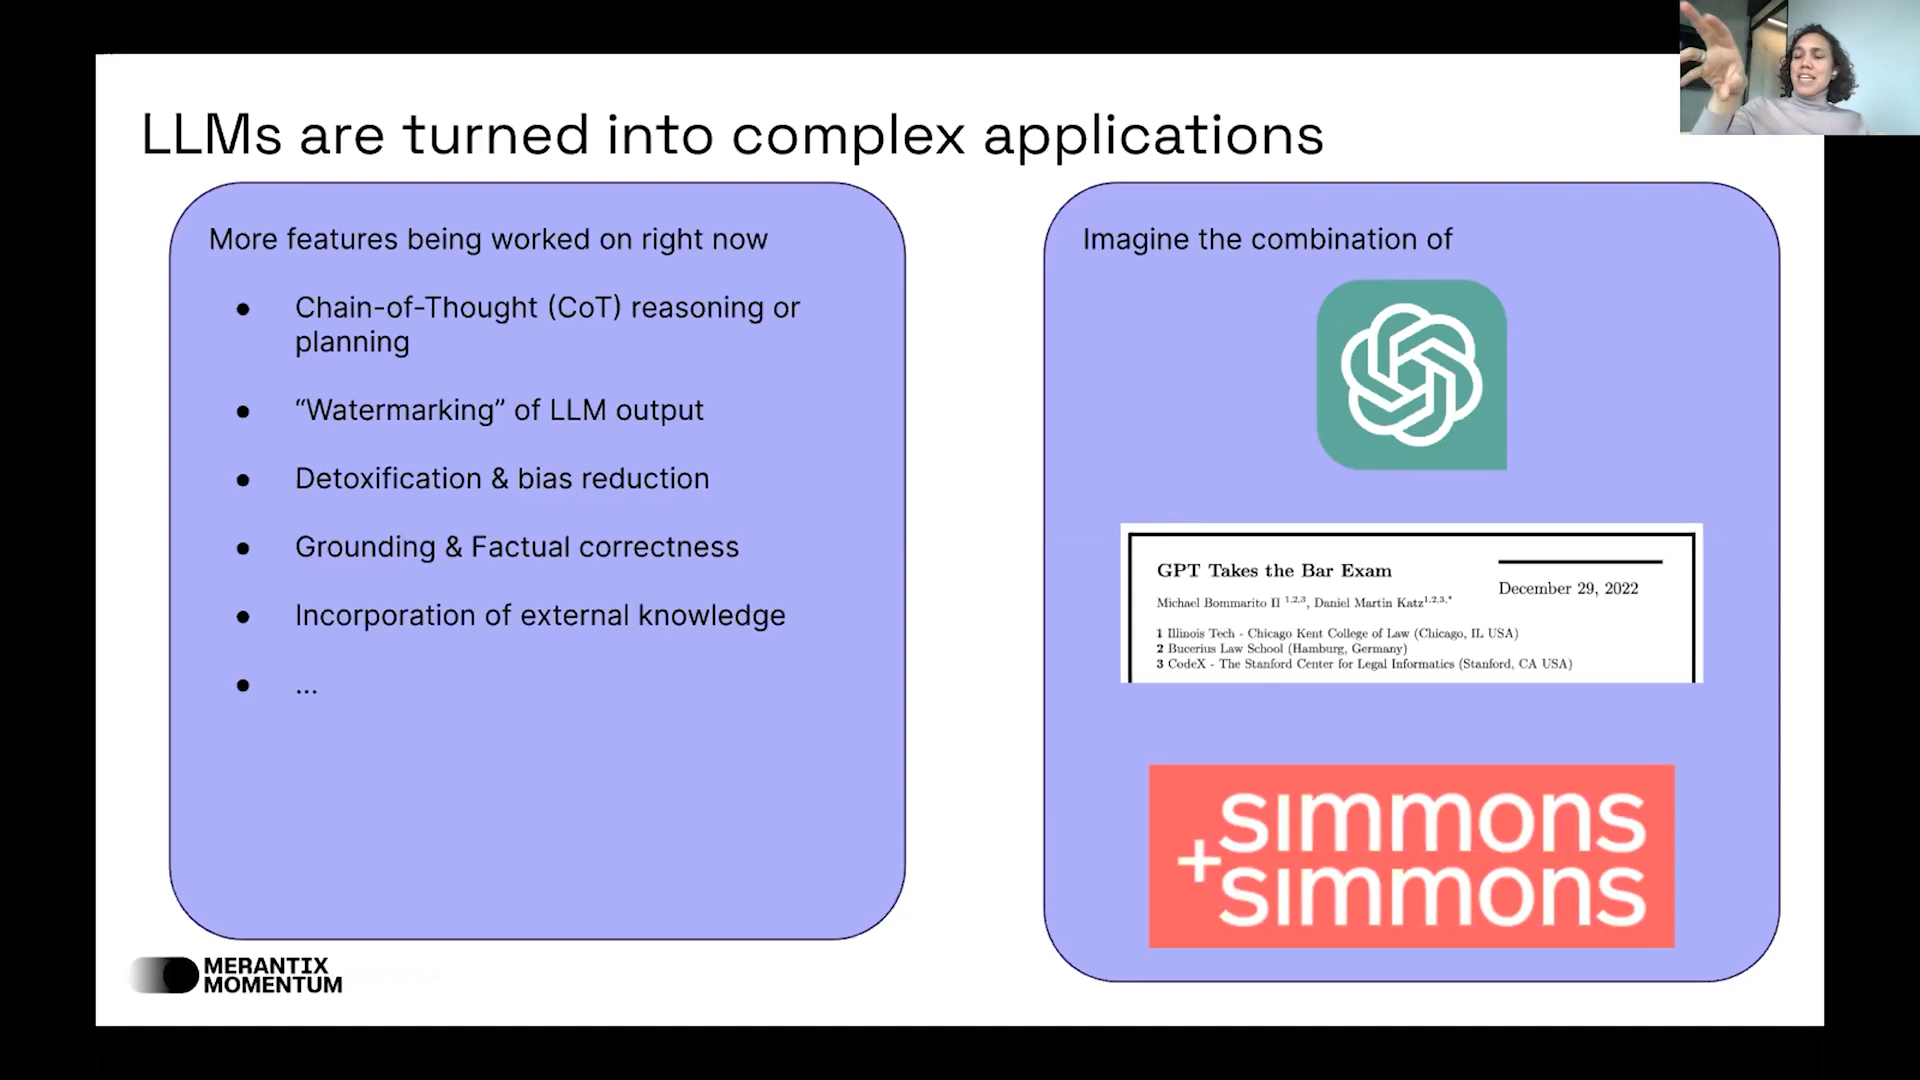 LLMs are turned into complex applications
More features being worked on right now
● Chain-of-Thought (CoT) reasoning or
planning
● “Watermarking” of LLM output
● Detoxification & bias reduction
● Grounding & Factual correctness
● Incorporation of external knowledge
● ...
Imagine the combination of
GPT Takes the Bar Exam
December 29, 2022
Michael Bommarito II 1,2,3, Daniel Martin Katz1,2,3,*
1 Illinois Tech - Chicago Kent College of Law (Chicago, IL USA)
2 Bucerius Law School (Hamburg, Germany)
3 CodeX - The Stanford Center for Legal Informatics (Stanford, CA USA)
simmons
+simmons
MERANTIX
MOMENTUM